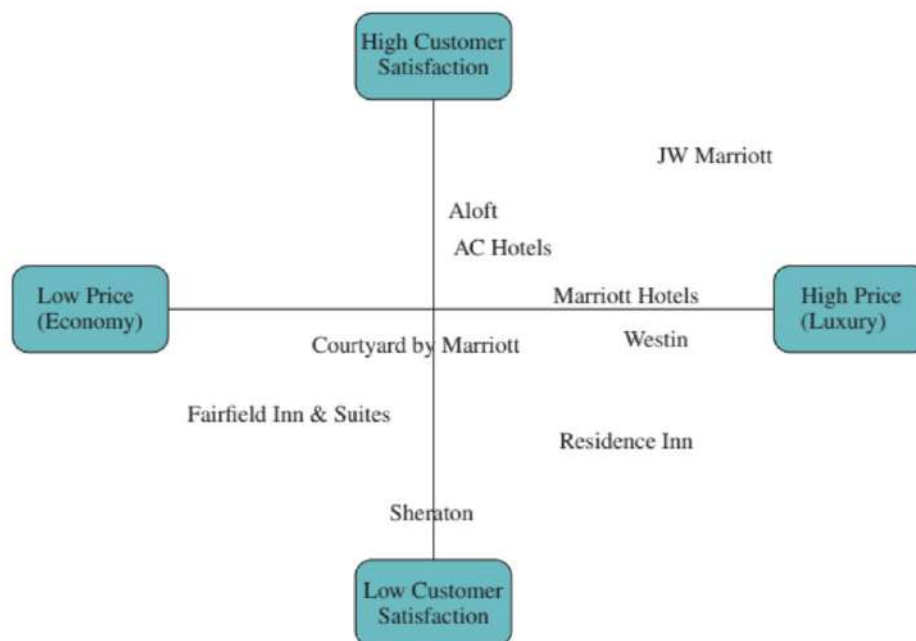 High Customer
Satisfaction
JW Marriott
Aloft
AC Hotels
Low Price
(Economy)
Marriott Hotels
High Price
(Luxury)
Westin
Courtyard by Marriott
Fairfield Inn & Suites
Residence Inn
Sheraton
Low Customer
Satisfaction